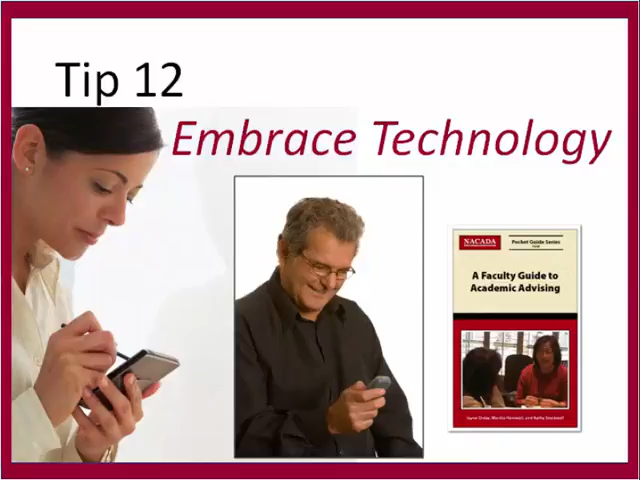 Tip 12
Embrace Technology
NACADA
Pocket Guide Series
A Faculty Guide to
Academic Advising